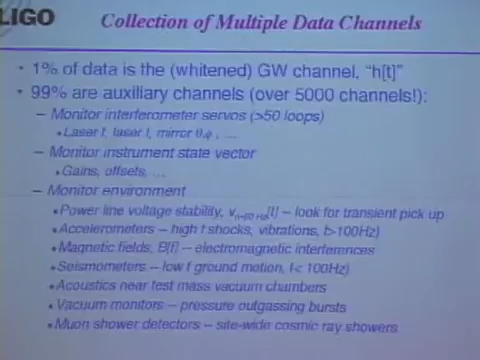 LIGO
Collection of Multiple Data Channels
• 1% of data is the (whitened) GW channel, "h[t]"
• 99% are auxiliary channels (over 5000 channels!):
– Monitor interferometer servos (>50 loops)
• Laser f, laser I, mirror θ,φ , …
– Monitor instrument state vector
• Gains, offsets, …
– Monitor environment
• Power line voltage stability, vn=60 Hz[t] – look for transient pick up
• Accelerometers – high f shocks, vibrations, f>100Hz)
• Magnetic fields, B[f] – electromagnetic interferences
• Seismometers – low f ground motion, f< 100Hz)
• Acoustics near test mass vacuum chambers
• Vacuum monitors – pressure outgassing bursts
• Muon shower detectors – site-wide cosmic ray showers